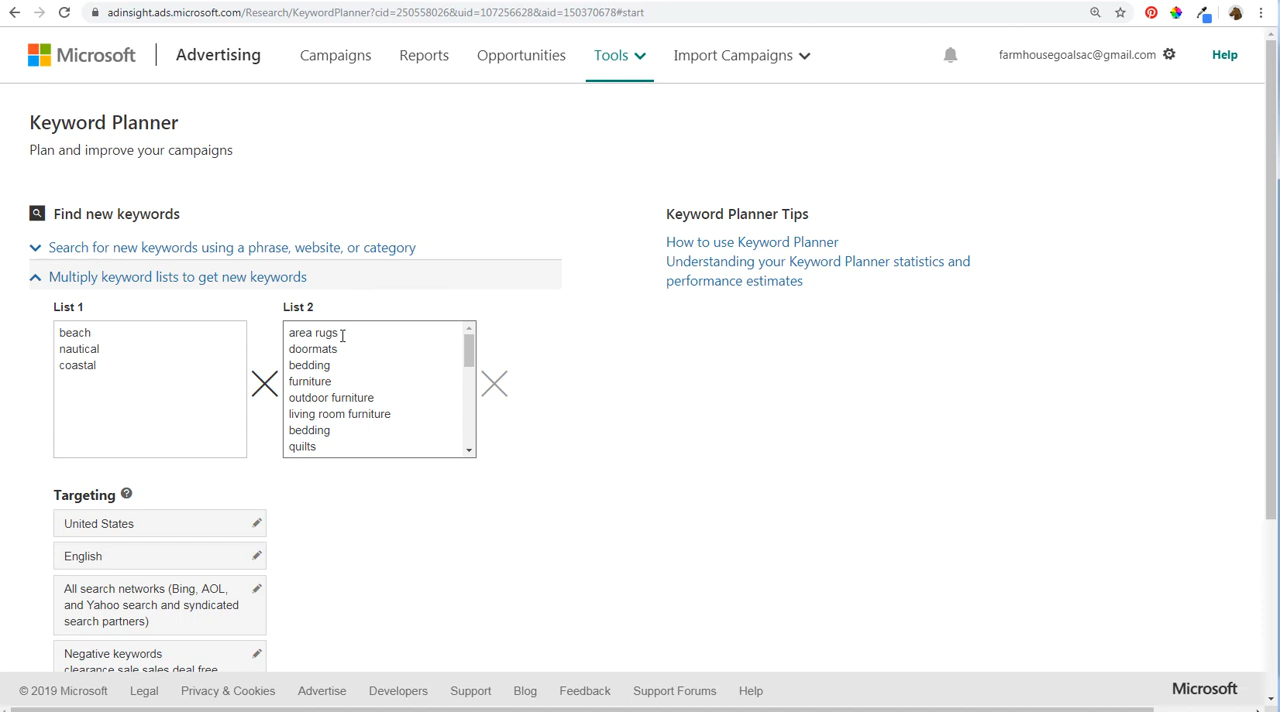 adinsight.ads.microsoft.com/Research/KeywordPlanner?cid=250558026&uid=107256628&aid=150370678#start
Microsoft | Advertising Campaigns Reports Opportunities Tools Import Campaigns farmhousegoalsac@gmail.com Help
Keyword Planner
Plan and improve your campaigns
Find new keywords
Search for new keywords using a phrase, website, or category
Multiply keyword lists to get new keywords
List 1
beach
nautical
coastal
List 2
area rugs
doormats
bedding
furniture
outdoor furniture
living room furniture
bedding
quilts
Keyword Planner Tips
How to use Keyword Planner
Understanding your Keyword Planner statistics and
performance estimates
Targeting
United States
English
All search networks (Bing, AOL,
and Yahoo search and syndicated
search partners)
Negative keywords
clearance sale sales deal free
© 2019 Microsoft Legal Privacy & Cookies Advertise Developers Support Blog Feedback Support Forums Help Microsoft